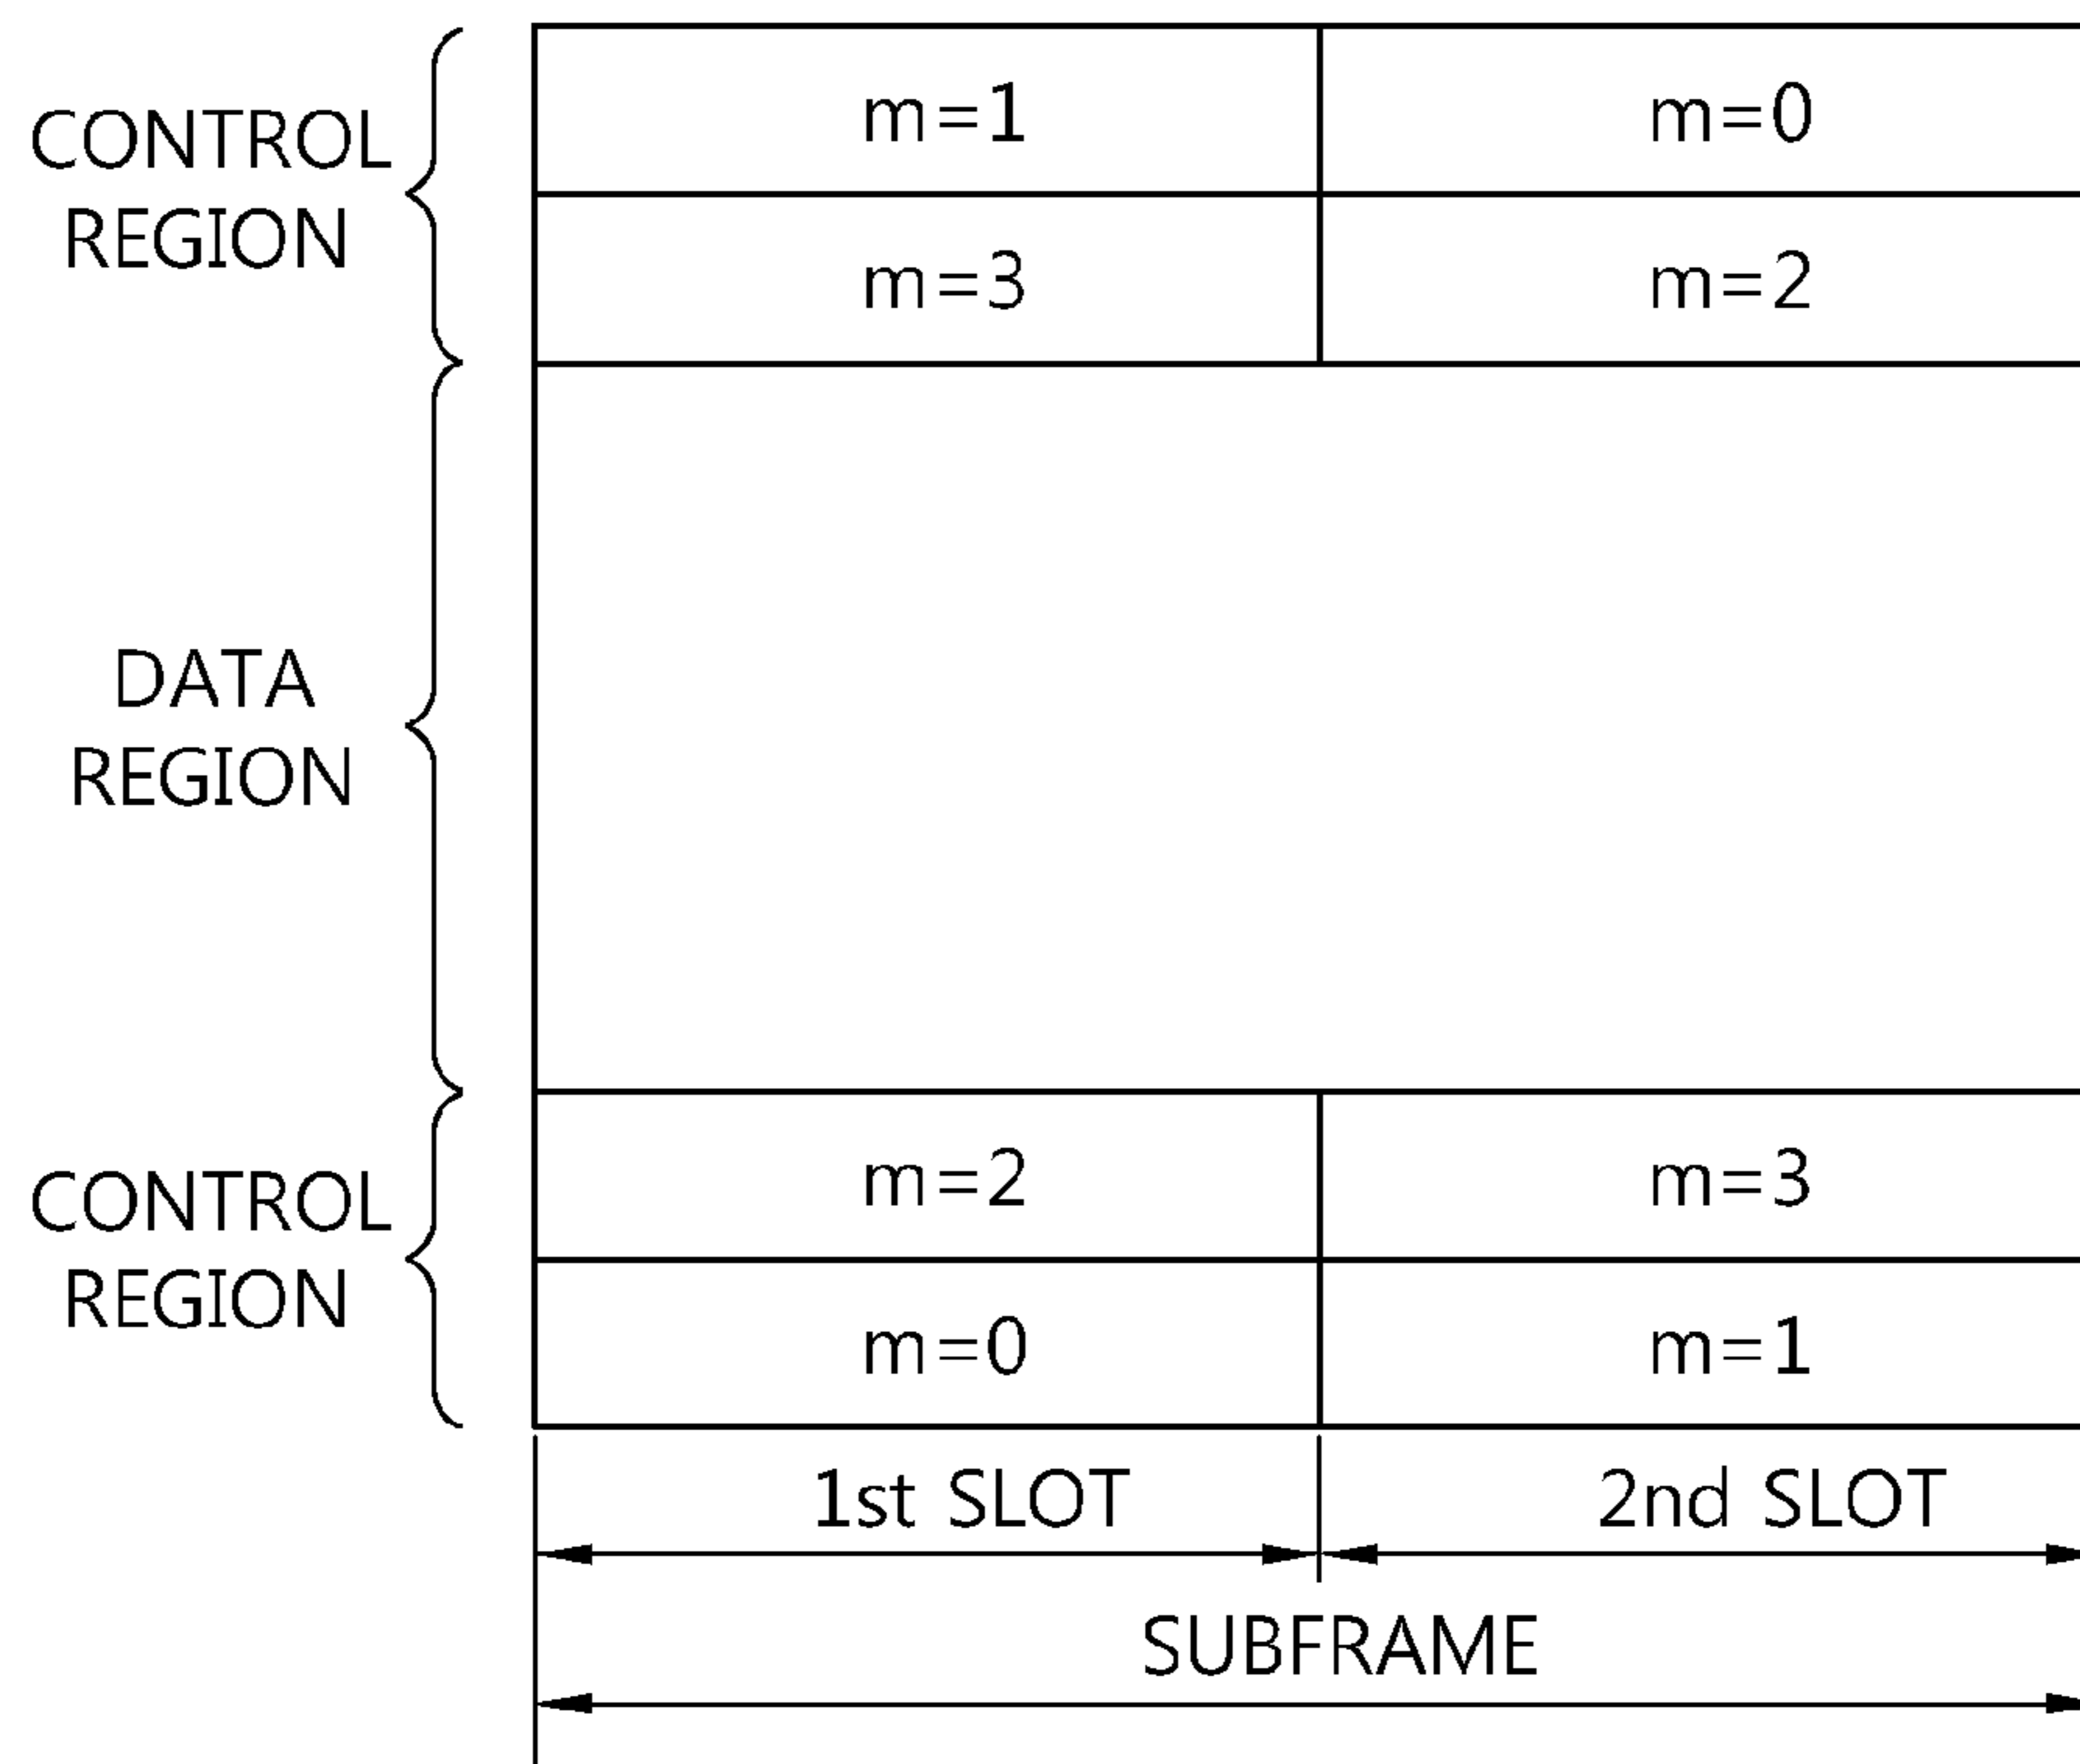 m=1 m=0
CONTROL
REGION
m=3 m=2
DATA
REGION
m=2 m=3
CONTROL
REGION
m=0 m=1
1st SLOT 2nd SLOT
SUBFRAME